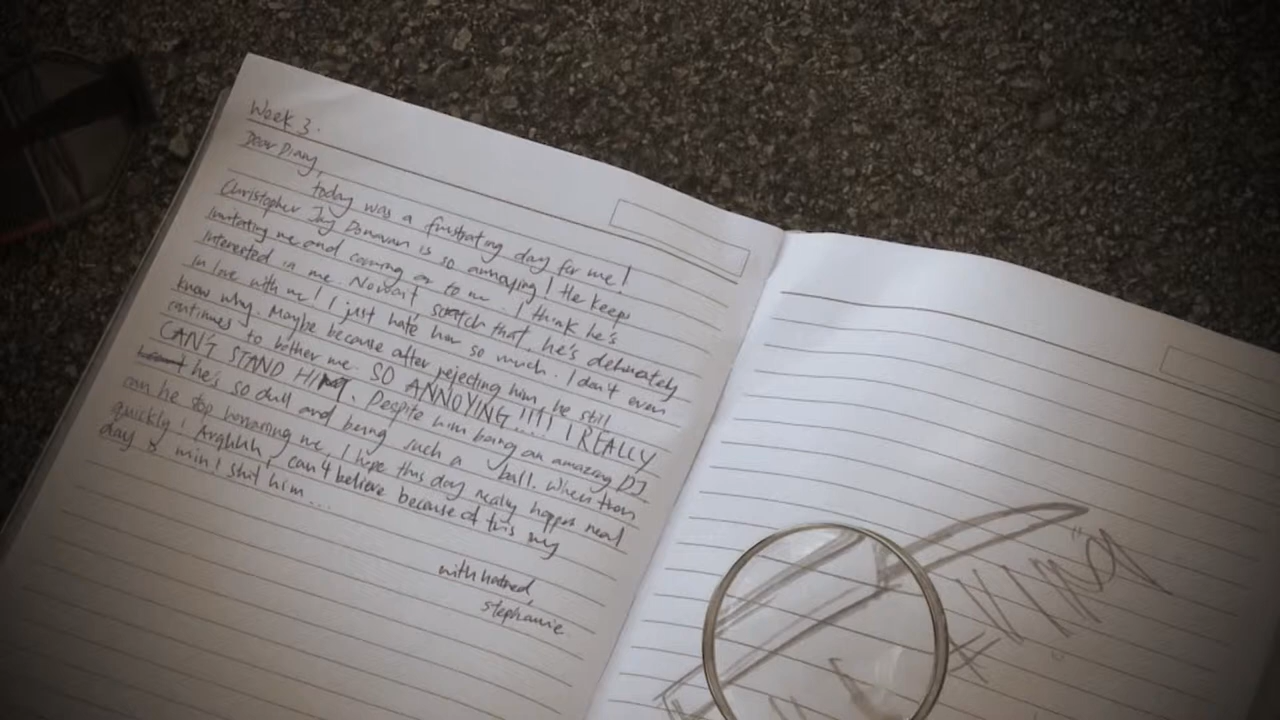 Week 3.
Dear Diary,
today was a frustrating day for me!
Christopher Jay Donovan is so annoying! He keeps
imitating me and coming on to me. I think he's
interested in me. No wait, scratch that, he's definately
in love with me! I just hate him so much. I don't even
know why. Maybe because after rejecting him, he still
continues to bother me. SO ANNOYING!!!! I REALLY
CAN'T STAND HIM. Despite him being an amazing DJ
he's so dull and being such a ball. When then
can he stop honouring me, I hope this day really happen real
quickly! Arghhh I can't believe because of this my
day is
him...
with hatred,
stephanie